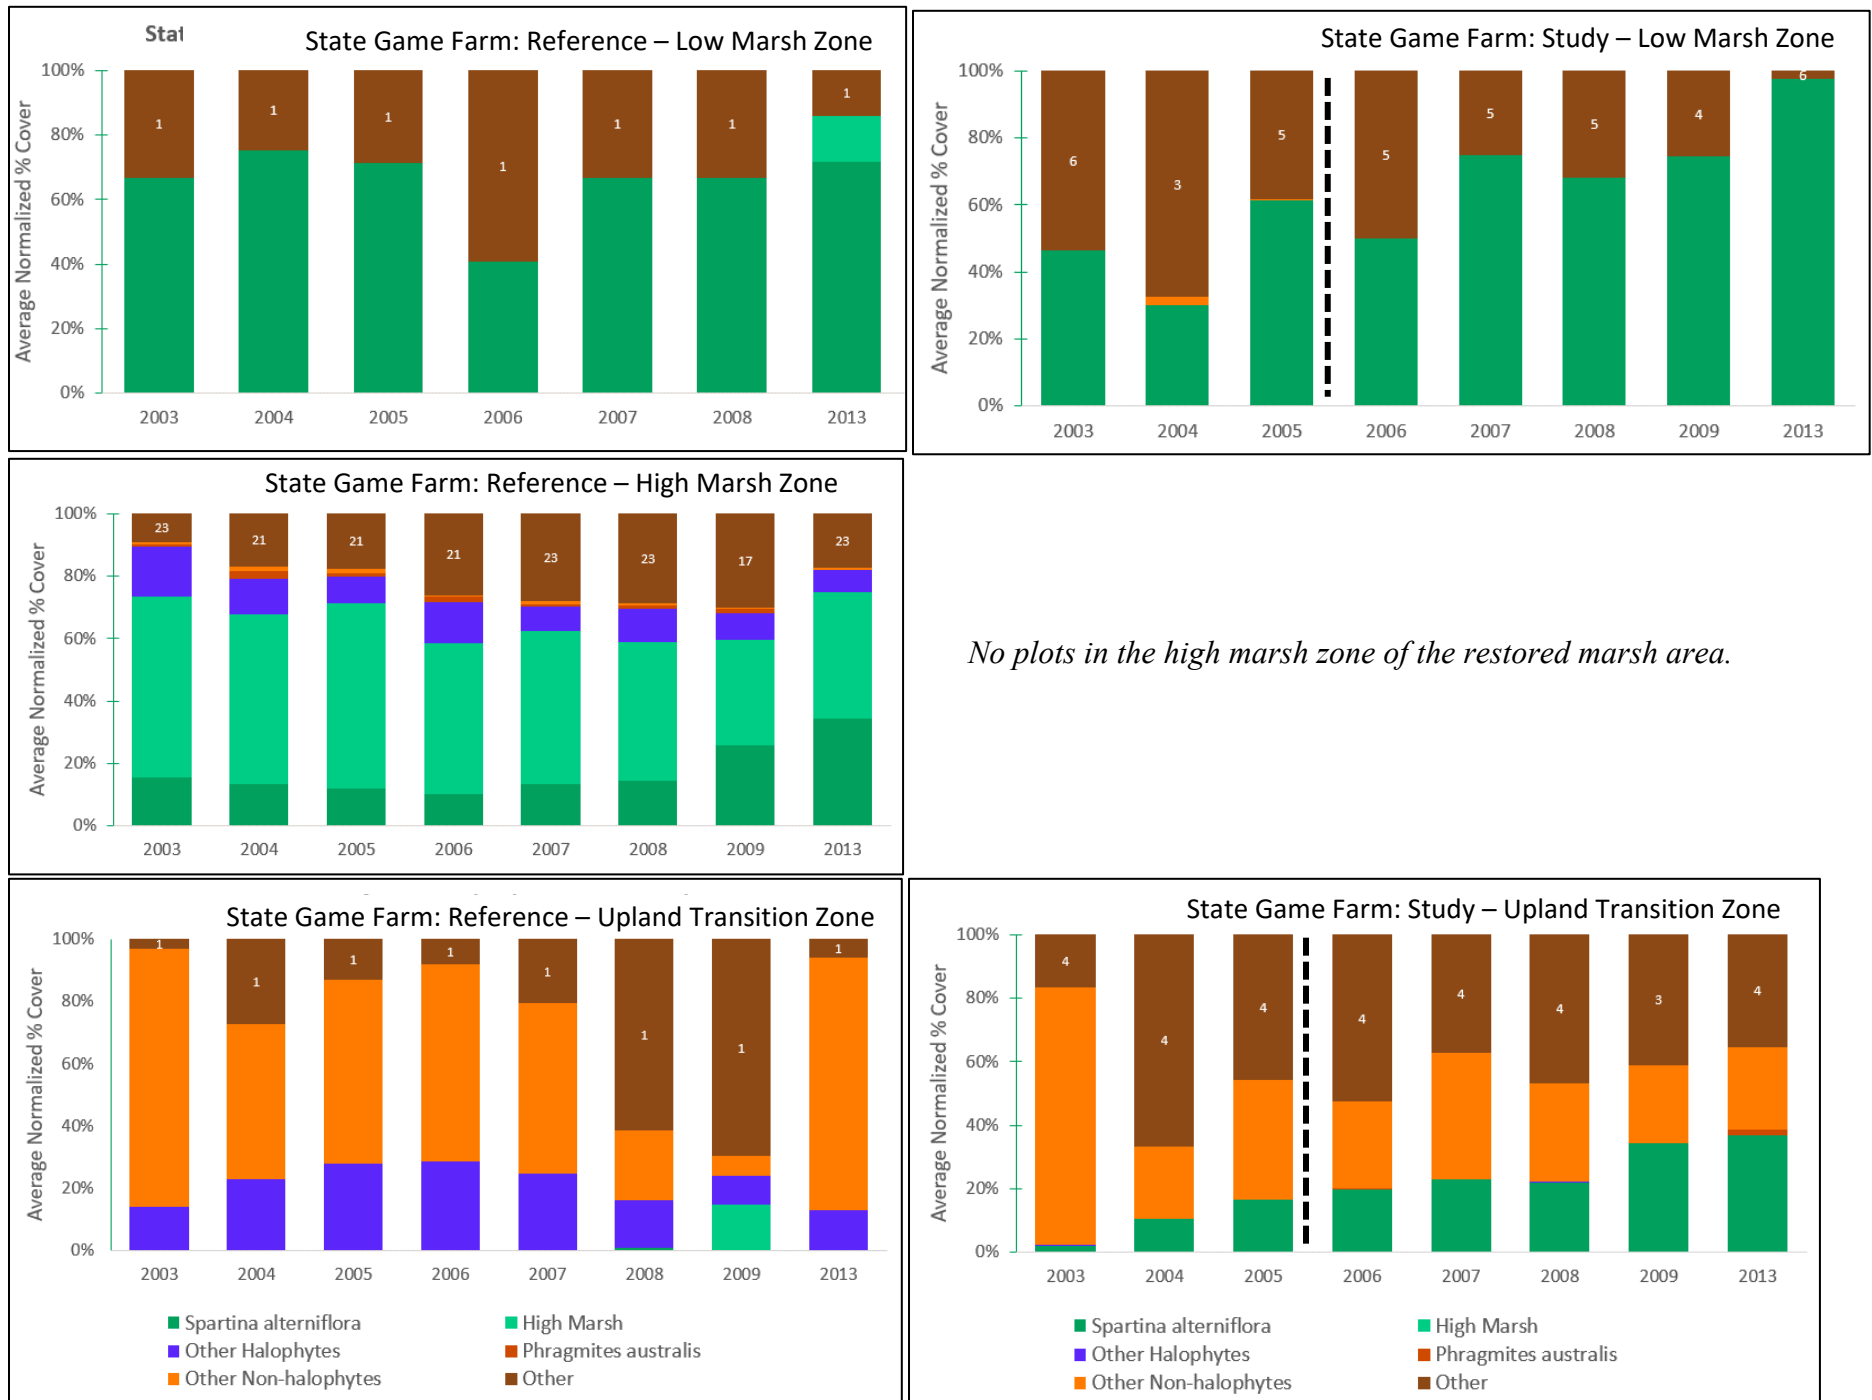 Stat
State Game Farm: Reference – Low Marsh Zone
Average Normalized % Cover
100%
80%
60%
40%
20%
0%
1 1 1 1 1 1 1
2003 2004 2005 2006 2007 2008 2013
State Game Farm: Study – Low Marsh Zone
Average Normalized % Cover
100%
80%
60%
40%
20%
0%
6 3 5 5 5 5 4 6
2003 2004 2005 2006 2007 2008 2009 2013
State Game Farm: Reference – High Marsh Zone
Average Normalized % Cover
100%
80%
60%
40%
20%
0%
23 21 21 21 23 23 17 23
2003 2004 2005 2006 2007 2008 2009 2013
No plots in the high marsh zone of the restored marsh area.
State Game Farm: Reference – Upland Transition Zone
Average Normalized % Cover
100%
80%
60%
40%
20%
0%
1 1 1 1 1 1 1 1
2003 2004 2005 2006 2007 2008 2009 2013
Spartina alterniflora High Marsh
Other Halophytes Phragmites australis
Other Non-halophytes Other
State Game Farm: Study – Upland Transition Zone
Average Normalized % Cover
100%
80%
60%
40%
20%
0%
4 4 4 4 4 4 3 4
2003 2004 2005 2006 2007 2008 2009 2013
Spartina alterniflora High Marsh
Other Halophytes Phragmites australis
Other Non-halophytes Other